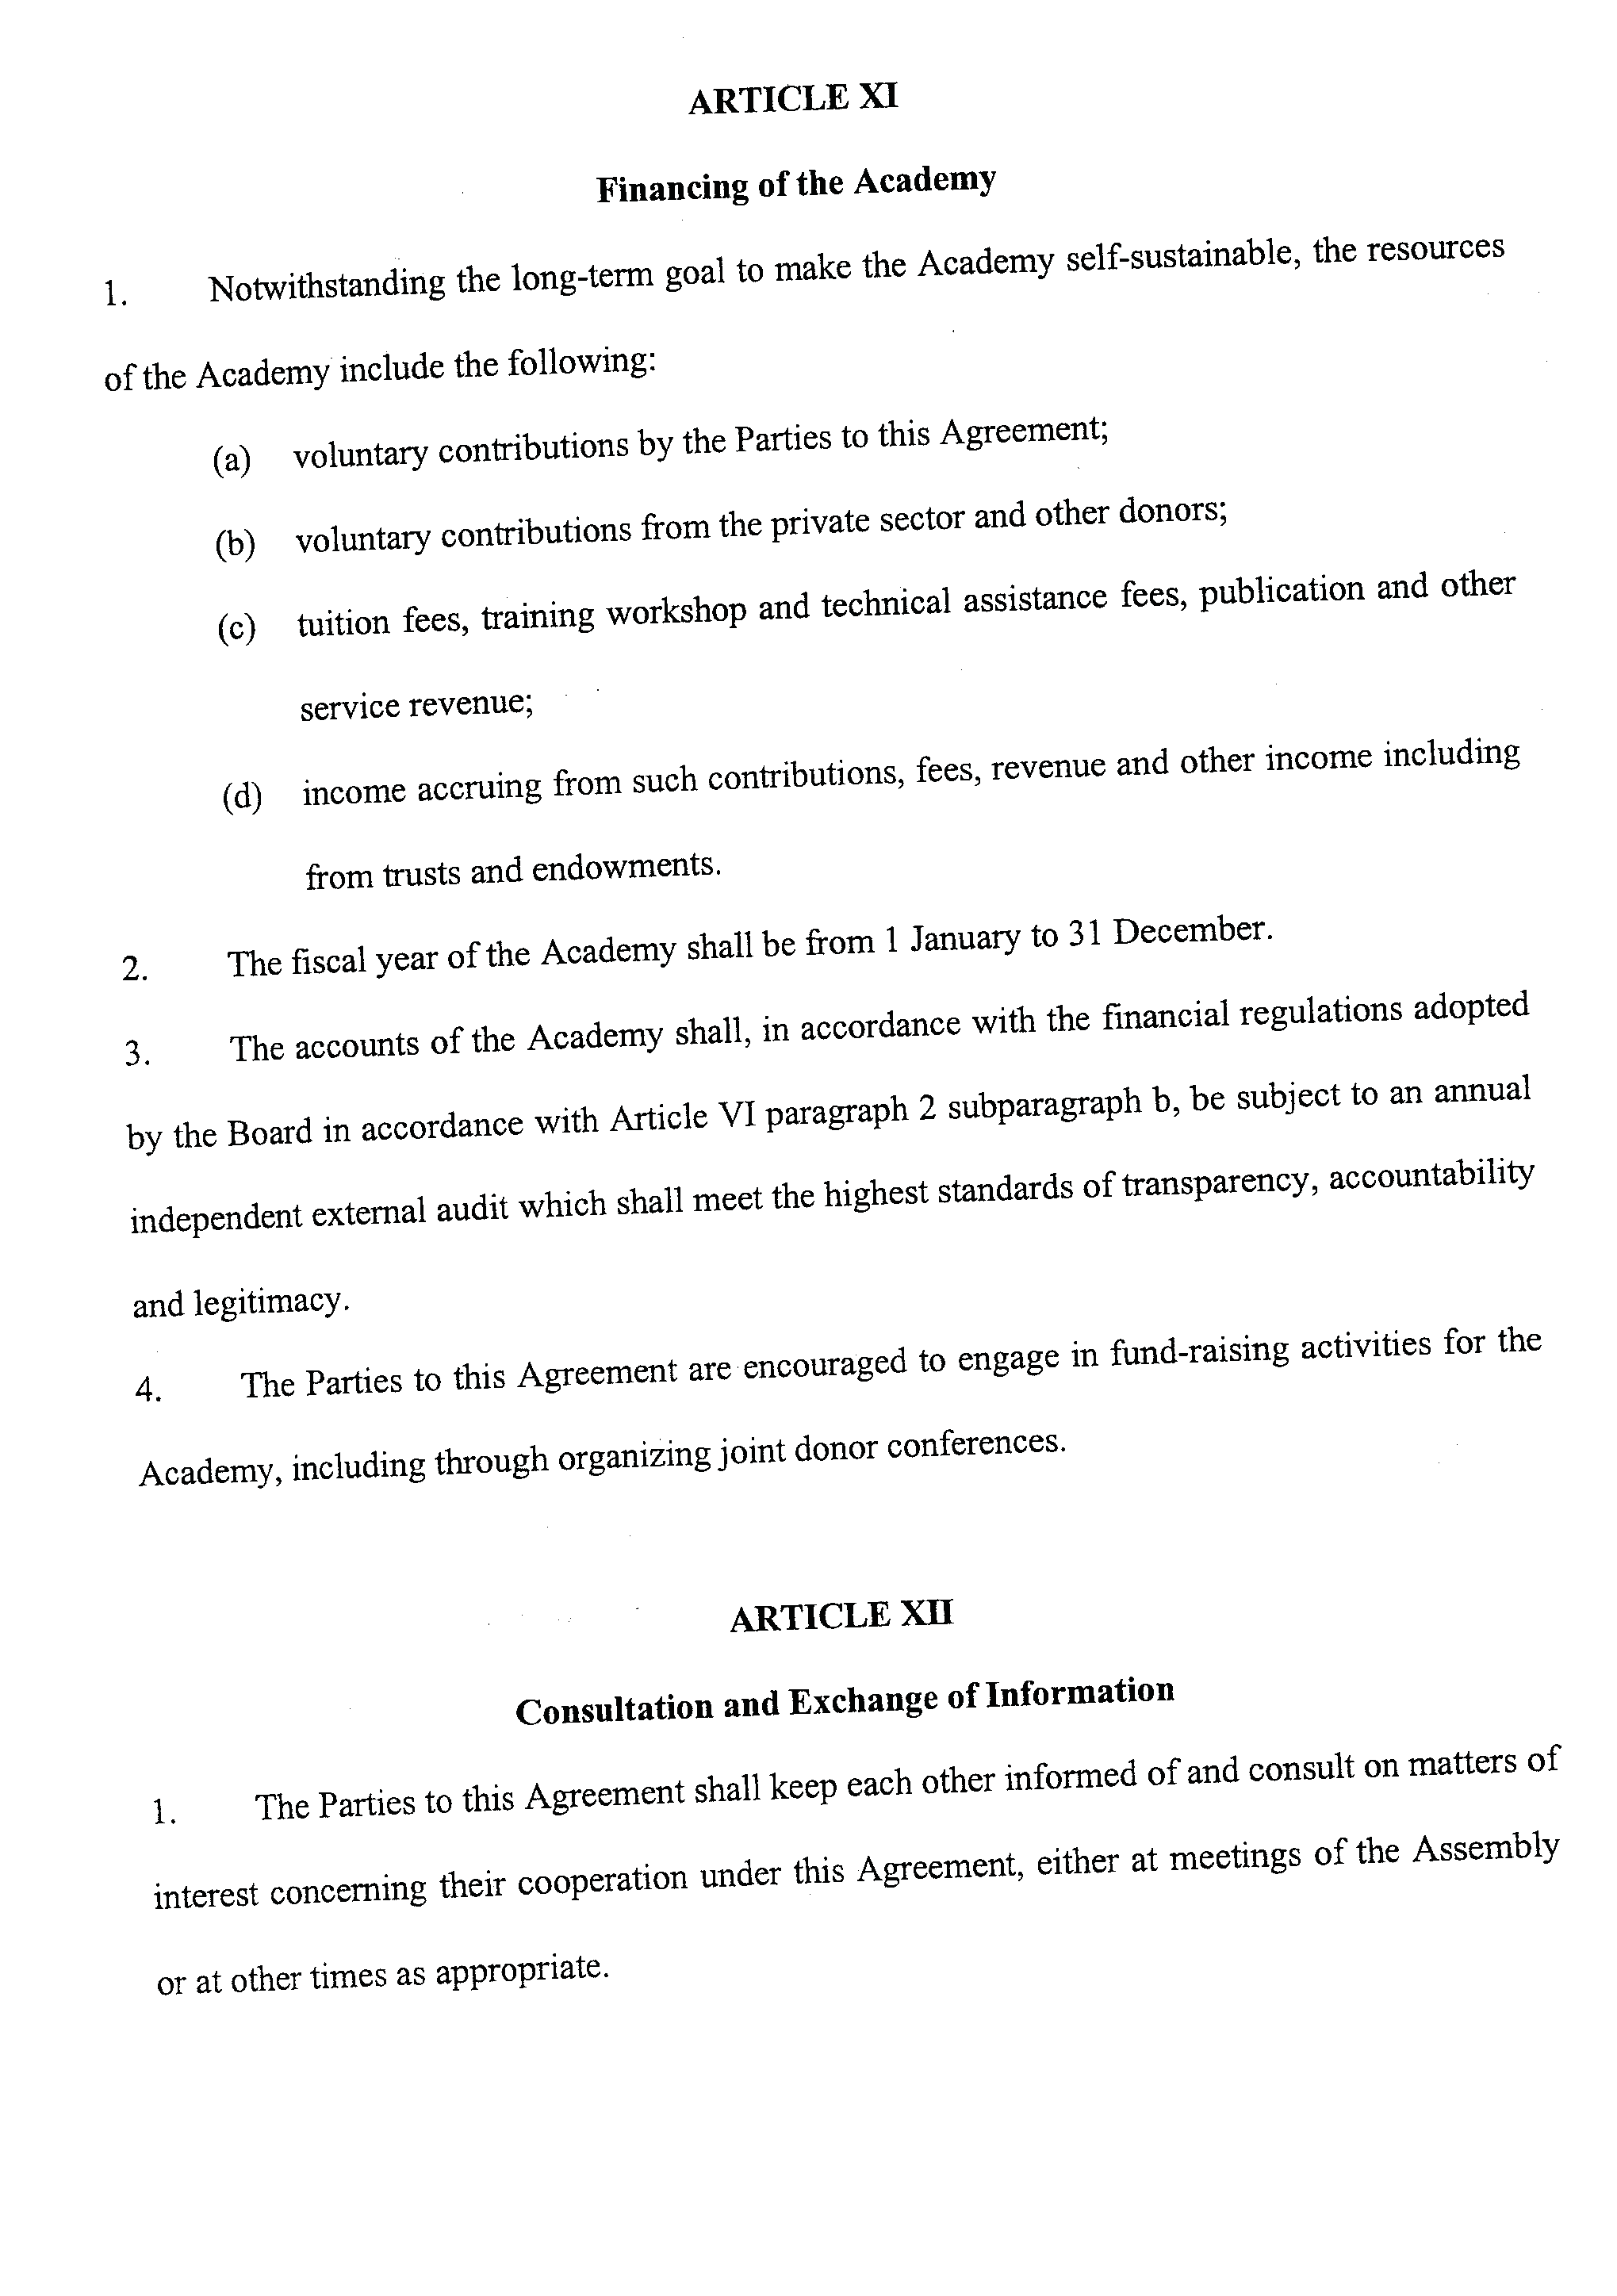 ARTICLE XI
Financing of the Academy
1. Notwithstanding the long-term goal to make the Academy self-sustainable, the resources
of the Academy include the following:
(a) voluntary contributions by the Parties to this Agreement;
(b) voluntary contributions from the private sector and other donors;
(c) tuition fees, training workshop and technical assistance fees, publication and other
service revenue;
(d) income accruing from such contributions, fees, revenue and other income including
from trusts and endowments.
2. The fiscal year of the Academy shall be from 1 January to 31 December.
3. The accounts of the Academy shall, in accordance with the financial regulations adopted
by the Board in accordance with Article VI paragraph 2 subparagraph b, be subject to an annual
independent external audit which shall meet the highest standards of transparency, accountability
and legitimacy.
4. The Parties to this Agreement are encouraged to engage in fund-raising activities for the
Academy, including through organizing joint donor conferences.
ARTICLE XII
Consultation and Exchange of Information
1. The Parties to this Agreement shall keep each other informed of and consult on matters of
interest concerning their cooperation under this Agreement, either at meetings of the Assembly
or at other times as appropriate.